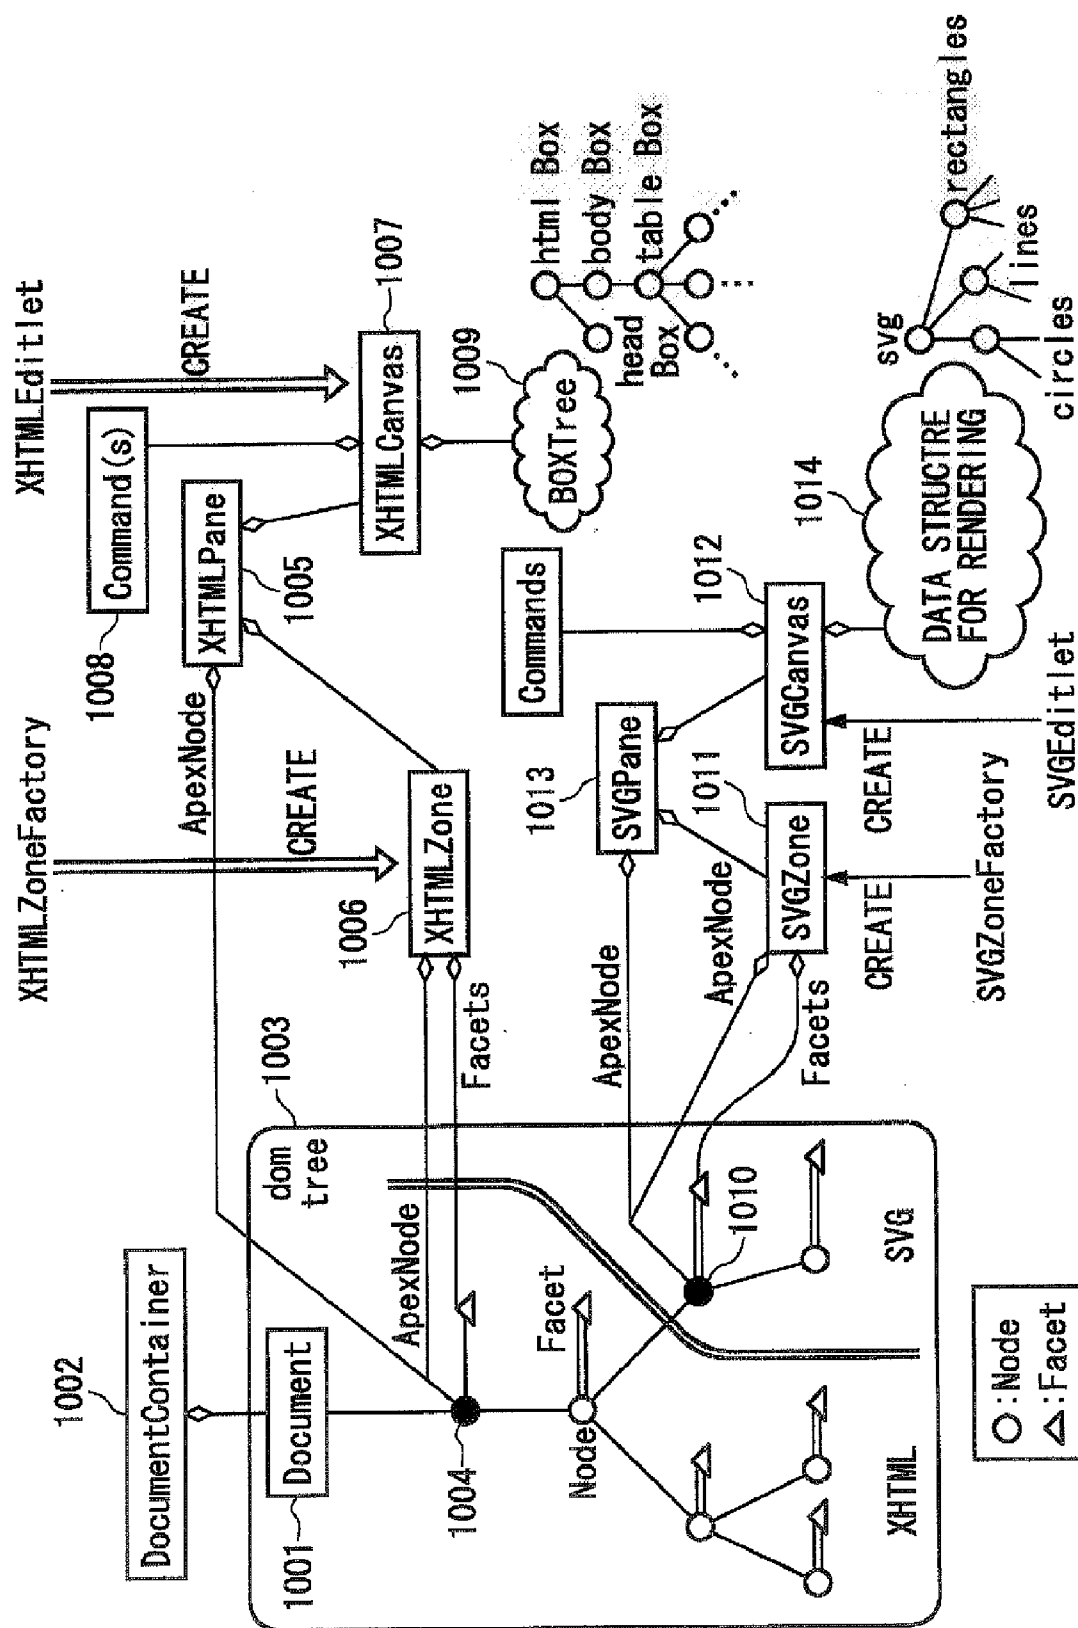 XHTMLZoneFactory
XHTMLEditlet
1002
DocumentContainer
1008
Command(s)
CREATE
1001
Document
1003
dom
tree
ApexNode
CREATE
XHTMLPane
1005
1007
XHTMLCanvas
1004
ApexNode
1006
XHTMLZone
Facets
1009
BOXTree
html Box
head
Box
body Box
table Box
Node
Facet
ApexNode
1013
SVGPane
Commands
1012
SVGCanvas
1010
ApexNode
Facets
1011
SVGZone
CREATE
SVGZoneFactory
CREATE
SVGEditlet
1014
DATA STRUCTRE
FOR RENDERING
svg
circles
lines
rectangles
XHTML
SVG
:Node
:Facet